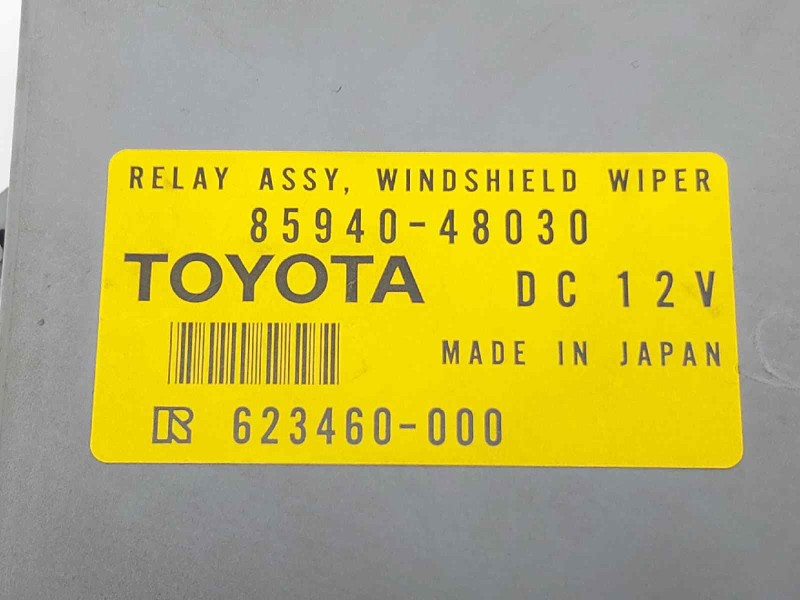 RELAY ASSY, WINDSHIELD WIPER
85940-48030
TOYOTA DC 12V
MADE IN JAPAN
R 623460-000